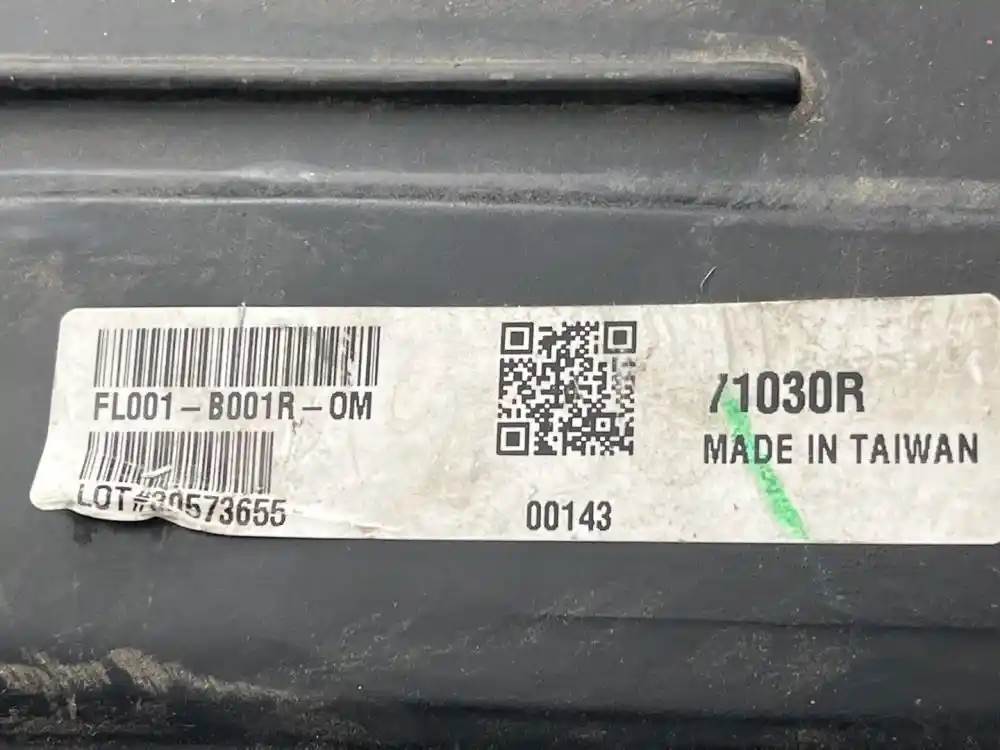 FL001-B001R-0M
LOT#30573655
00143
71030R
MADE IN TAIWAN